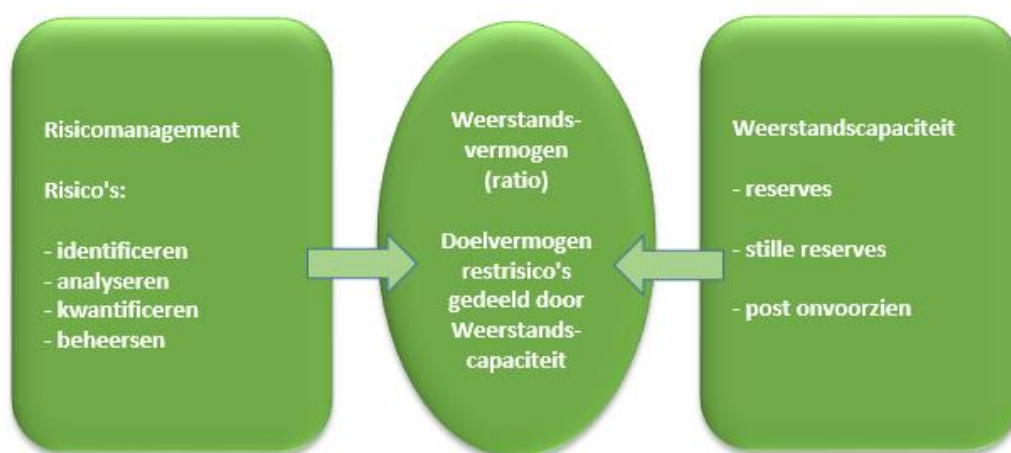 Risicomanagement
Risico's:
- identificeren
- analyseren
- kwantificeren
- beheersen
Weerstands-
vermogen
(ratio)
Doelvermogen
restrisico's
gedeeld door
Weerstands-
capaciteit
Weerstandscapaciteit
- reserves
- stille reserves
- post onvoorzien